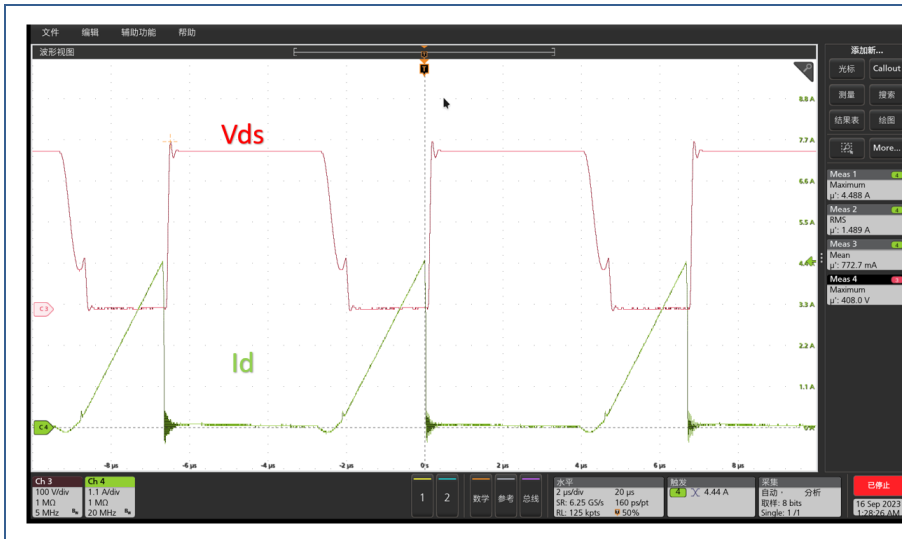 文件 编辑 辅助功能 帮助
波形视图
添加新...
T
T
光标 Callout
8.8 A
测量 搜索
结果表 绘图
Vds
7.7 A
More...
6.6 A
Meas 1 4
Maximum
µ': 4.488 A
Meas 2 4
RMS
µ': 1.489 A
5.5 A
Meas 3 4
Mean
µ': 772.7 mA
Meas 4 3
Maximum
µ': 408.0 V
C 3
3.3 A
2.2 A
Id
1.1 A
C 4
-8 µs -6 µs -4 µs -2 µs 0 s 2 µs 4 µs 6 µs 8 µs
Ch 3
100 V/div
1 MΩ
5 MHz
Ch 4
1.1 A/div
1 MΩ
20 MHz
1 2 数学 参考 总线
水平
2 µs/div 20 µs
SR: 6.25 GS/s 160 ps/pt
RL: 125 kpts 50%
触发
4 4.44 A
采集
自动, 分析
取样: 8 bits
Single: 1 /1
已停止
16 Sep 2023
1:28:26 AM